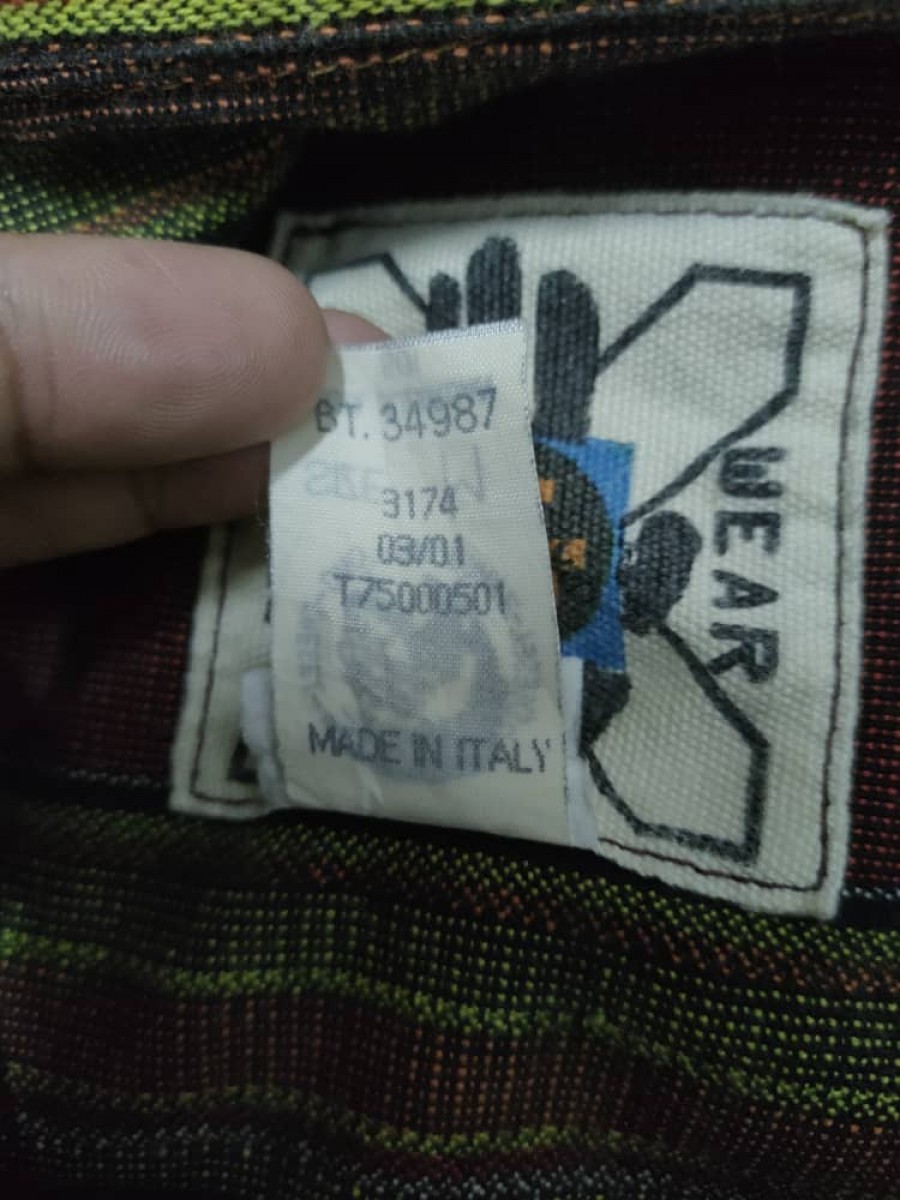 BT. 34987
3174
03/01
T75000501
MADE IN ITALY
WEAR